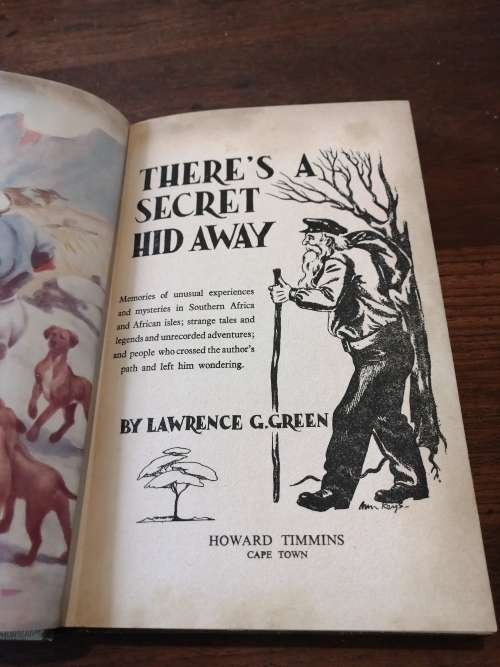 THERE'S A
SECRET
HID AWAY
Memories of unusual experiences
and mysteries in Southern Africa
and African isles; strange tales and
legends and unrecorded adventures;
and people who crossed the author's
path and left him wondering.
BY LAWRENCE G. GREEN
HOWARD TIMMINS
CAPE TOWN